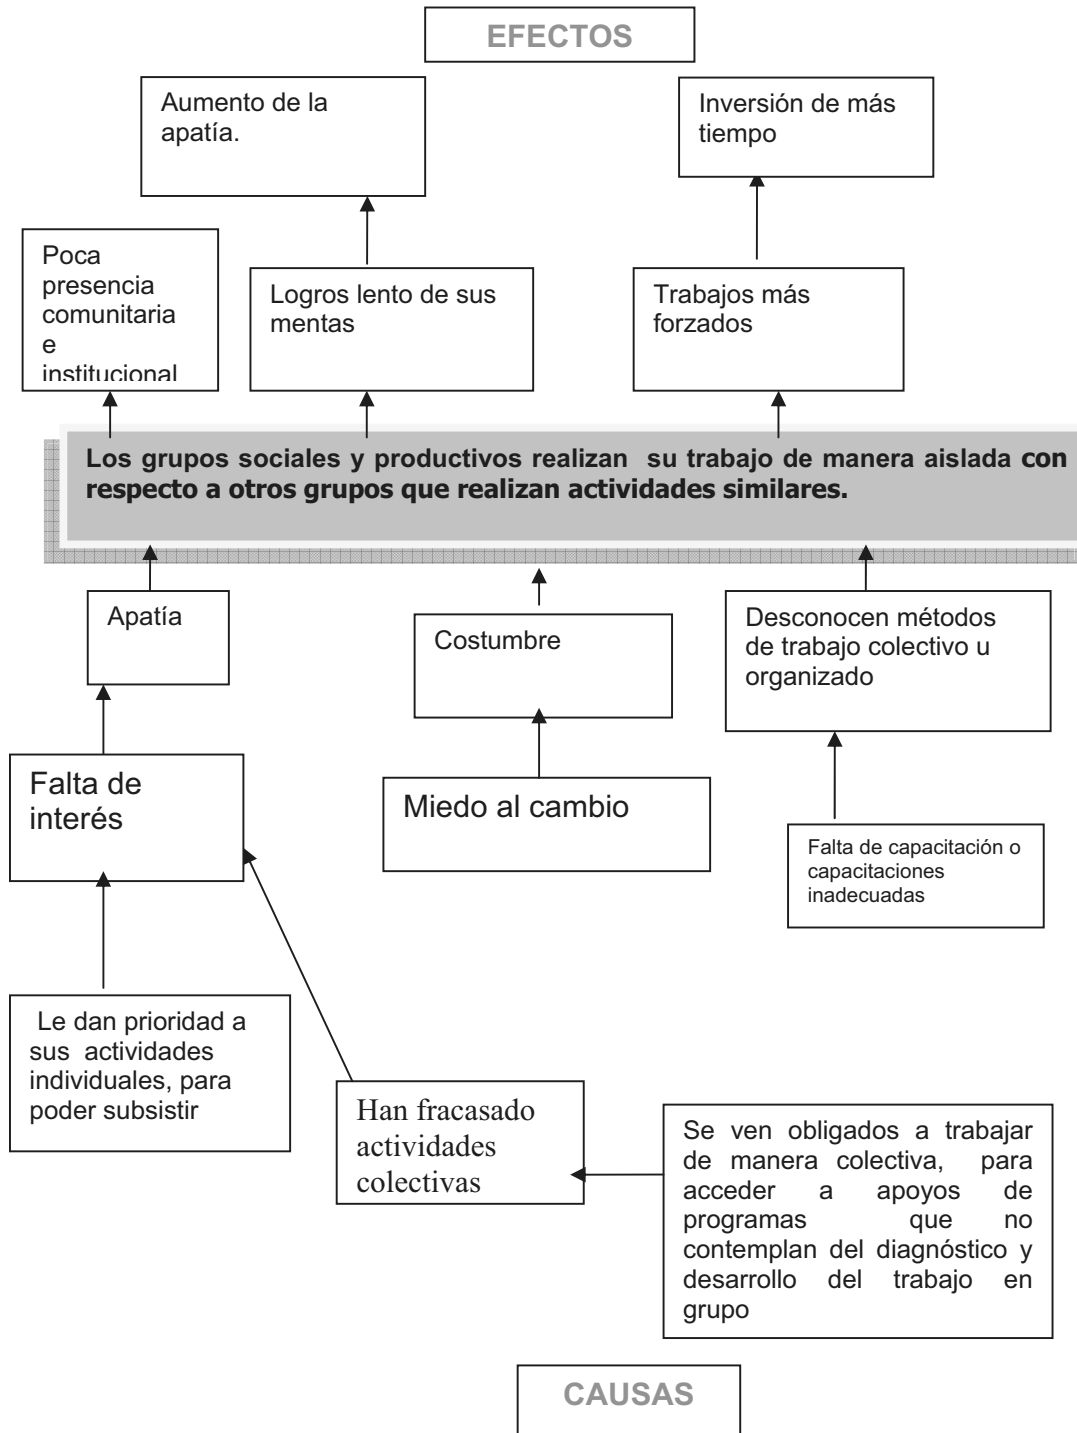 EFECTOS
Aumento de la
apatía.
Inversión de más
tiempo
Poca
presencia
comunitaria
e
institucional
Logros lento de sus
mentas
Trabajos más
forzados
Los grupos sociales y productivos realizan su trabajo de manera aislada con
respecto a otros grupos que realizan actividades similares.
Apatía
Costumbre
Desconocen métodos
de trabajo colectivo u
organizado
Falta de
interés
Miedo al cambio
Falta de capacitación o
capacitaciones
inadecuadas
Le dan prioridad a
sus actividades
individuales, para
poder subsistir
Han fracasado
actividades
colectivas
Se ven obligados a trabajar
de manera colectiva, para
acceder a apoyos de
programas que no
contemplan del diagnóstico y
desarrollo del trabajo en
grupo
CAUSAS